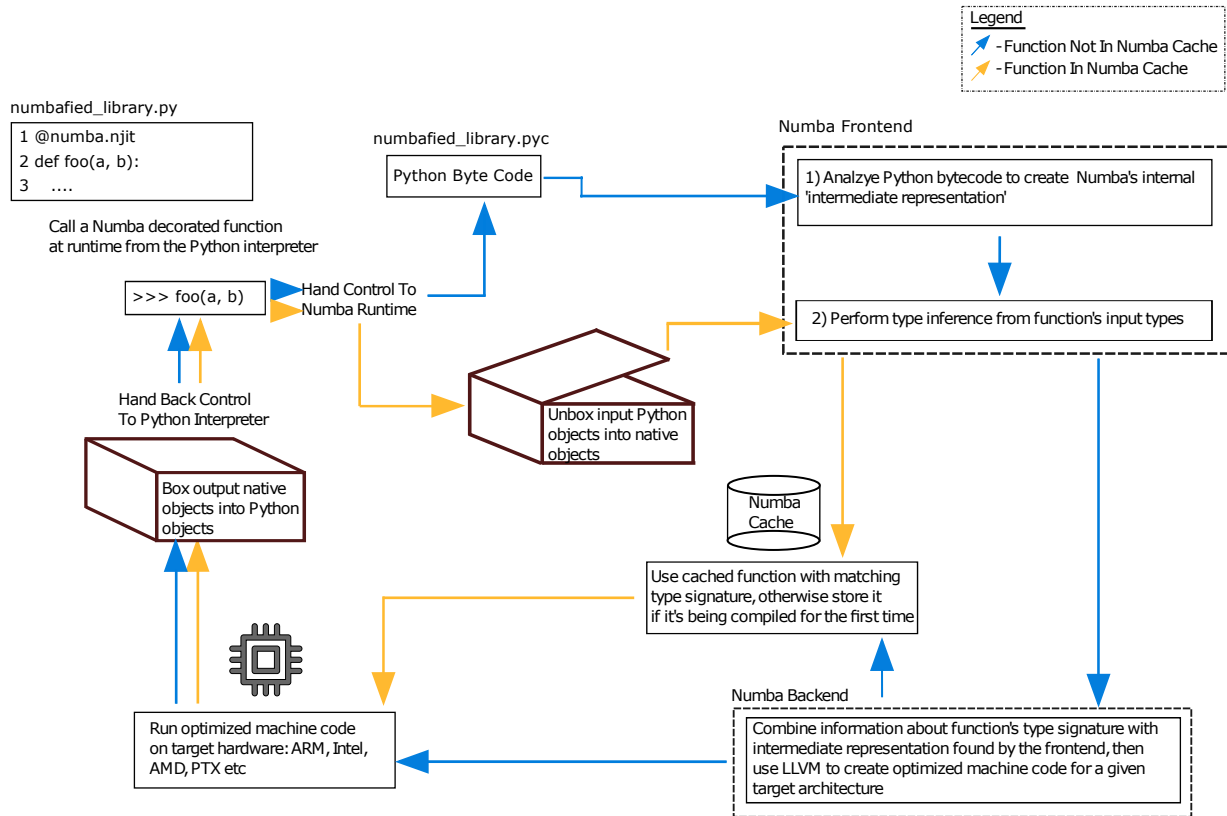 Legend
- Function Not In Numba Cache
- Function In Numba Cache
numbafied_library.py
1 @numba.njit
2 def foo(a, b):
3 ....
numbafied_library.pyc
Python Byte Code
Numba Frontend
1) Analzye Python bytecode to create Numba's internal
'intermediate representation'
Call a Numba decorated function
at runtime from the Python interpreter
>>> foo(a, b)
Hand Control To
Numba Runtime
2) Perform type inference from function's input types
Hand Back Control
To Python Interpreter
Unbox input Python
objects into native
objects
Box output native
objects into Python
objects
Numba
Cache
Use cached function with matching
type signature, otherwise store it
if it's being compiled for the first time
Numba Backend
Run optimized machine code
on target hardware: ARM, Intel,
AMD, PTX etc
Combine information about function's type signature with
intermediate representation found by the frontend, then
use LLVM to create optimized machine code for a given
target architecture